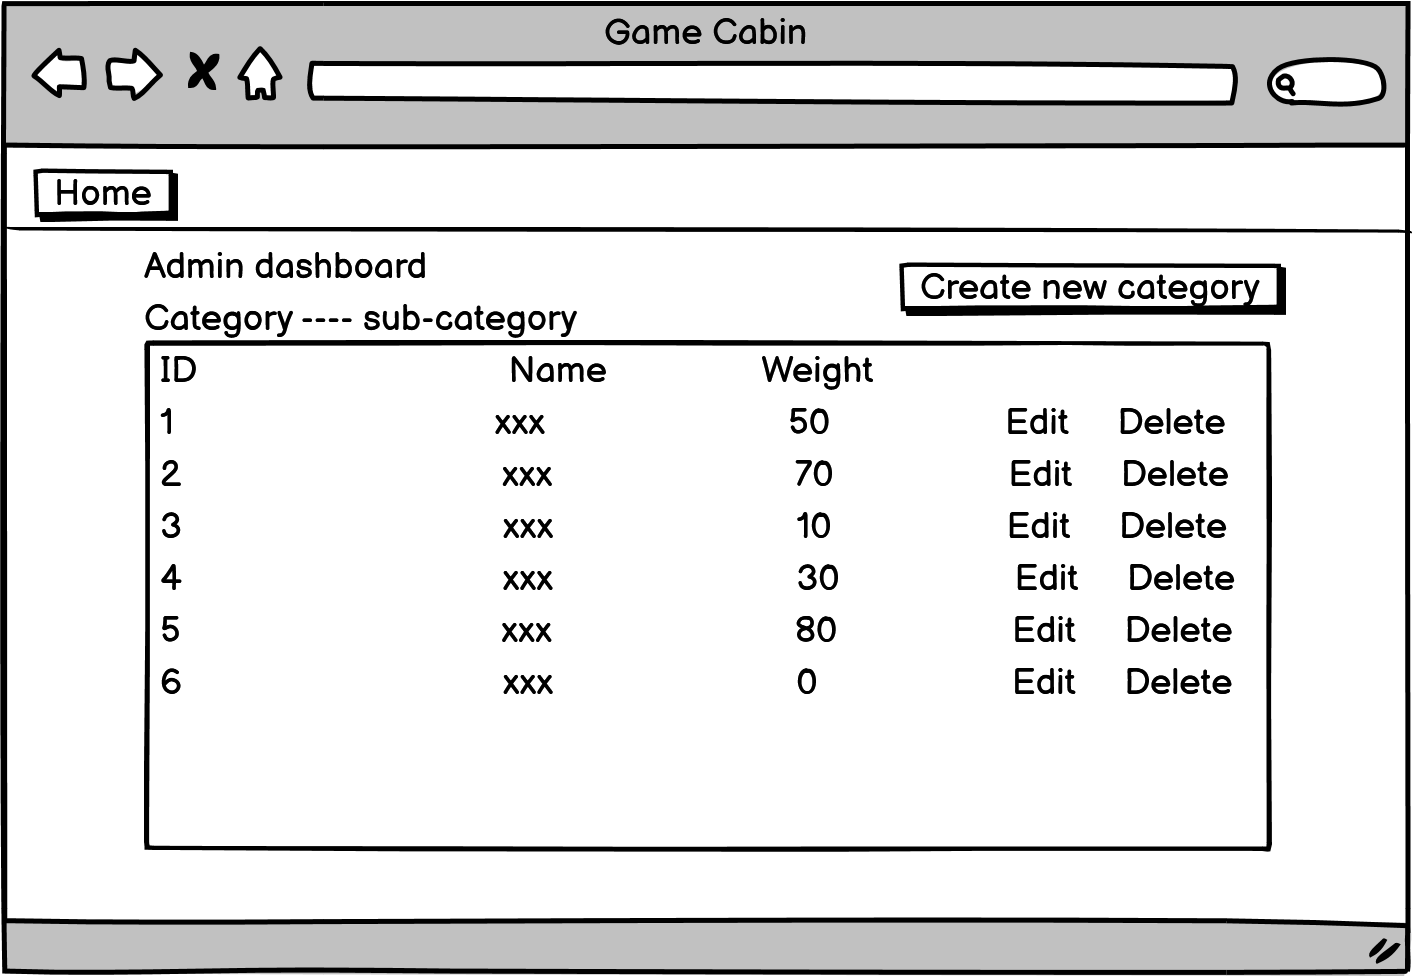 Game Cabin
Home
Admin dashboard
Create new category
Category ---- sub-category
ID Name Weight
1 xxx 50 Edit Delete
2 xxx 70 Edit Delete
3 xxx 10 Edit Delete
4 xxx 30 Edit Delete
5 xxx 80 Edit Delete
6 xxx 0 Edit Delete